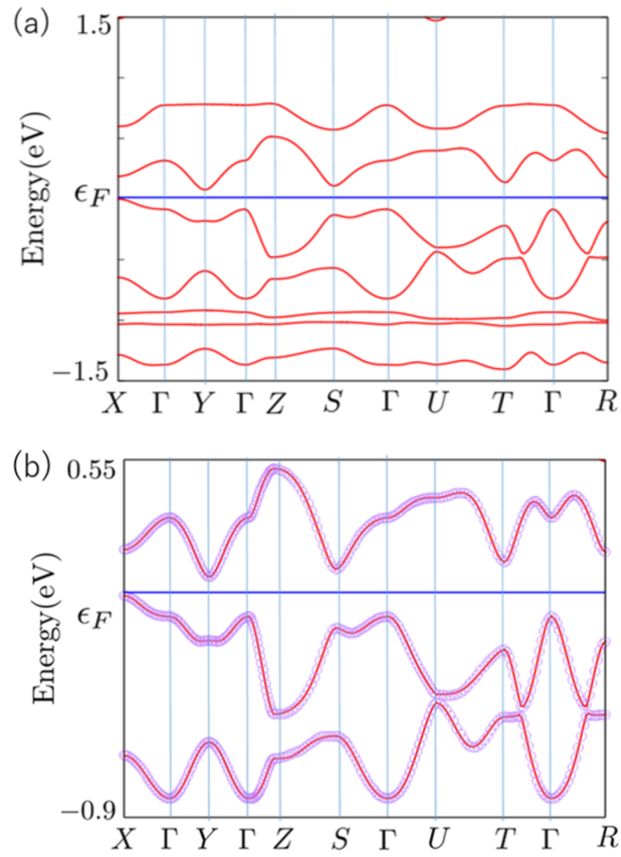 (a)
1.5
Energy(eV)
ϵF
−1.5
X Γ Y Γ Z S Γ U T Γ R
(b)
0.55
Energy(eV)
ϵF
−0.9
X Γ Y Γ Z S Γ U T Γ R